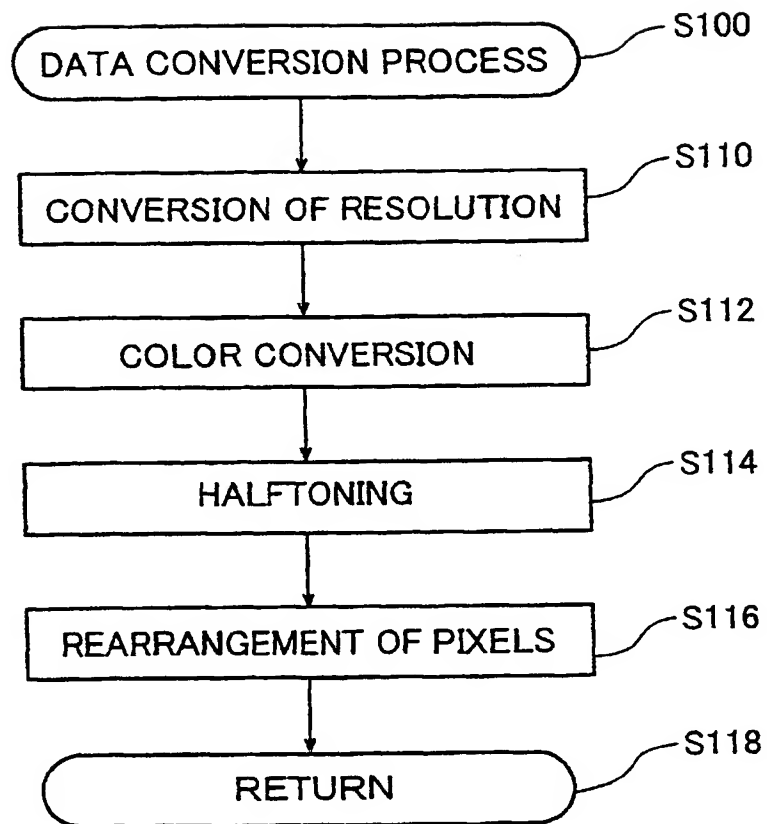 S100
DATA CONVERSION PROCESS
S110
CONVERSION OF RESOLUTION
S112
COLOR CONVERSION
S114
HALFTONING
S116
REARRANGEMENT OF PIXELS
S118
RETURN